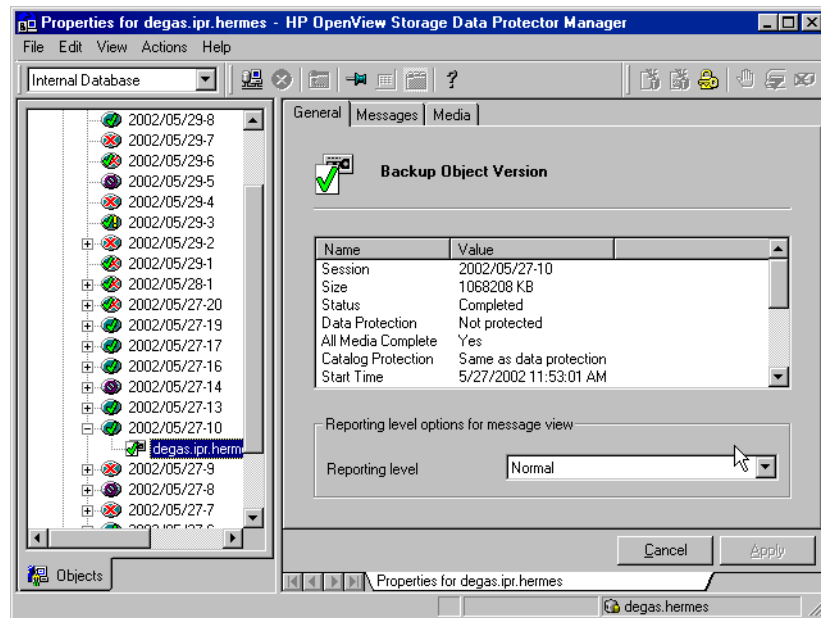 Properties for degas.ipr.hermes - HP OpenView Storage Data Protector Manager
File Edit View Actions Help
Internal Database
2002/05/29-8
2002/05/29-7
2002/05/29-6
2002/05/29-5
2002/05/29-4
2002/05/29-3
2002/05/29-2
2002/05/29-1
2002/05/28-1
2002/05/27-20
2002/05/27-19
2002/05/27-17
2002/05/27-16
2002/05/27-14
2002/05/27-13
2002/05/27-10
degas.ipr.herm
2002/05/27-9
2002/05/27-8
2002/05/27-7
Objects
General Messages Media
Backup Object Version
Name Value
Session 2002/05/27-10
Size 1068208 KB
Status Completed
Data Protection Not protected
All Media Complete Yes
Catalog Protection Same as data protection
Start Time 5/27/2002 11:53:01 AM
Reporting level options for message view
Reporting level Normal
Cancel Apply
Properties for degas.ipr.hermes
degas.hermes